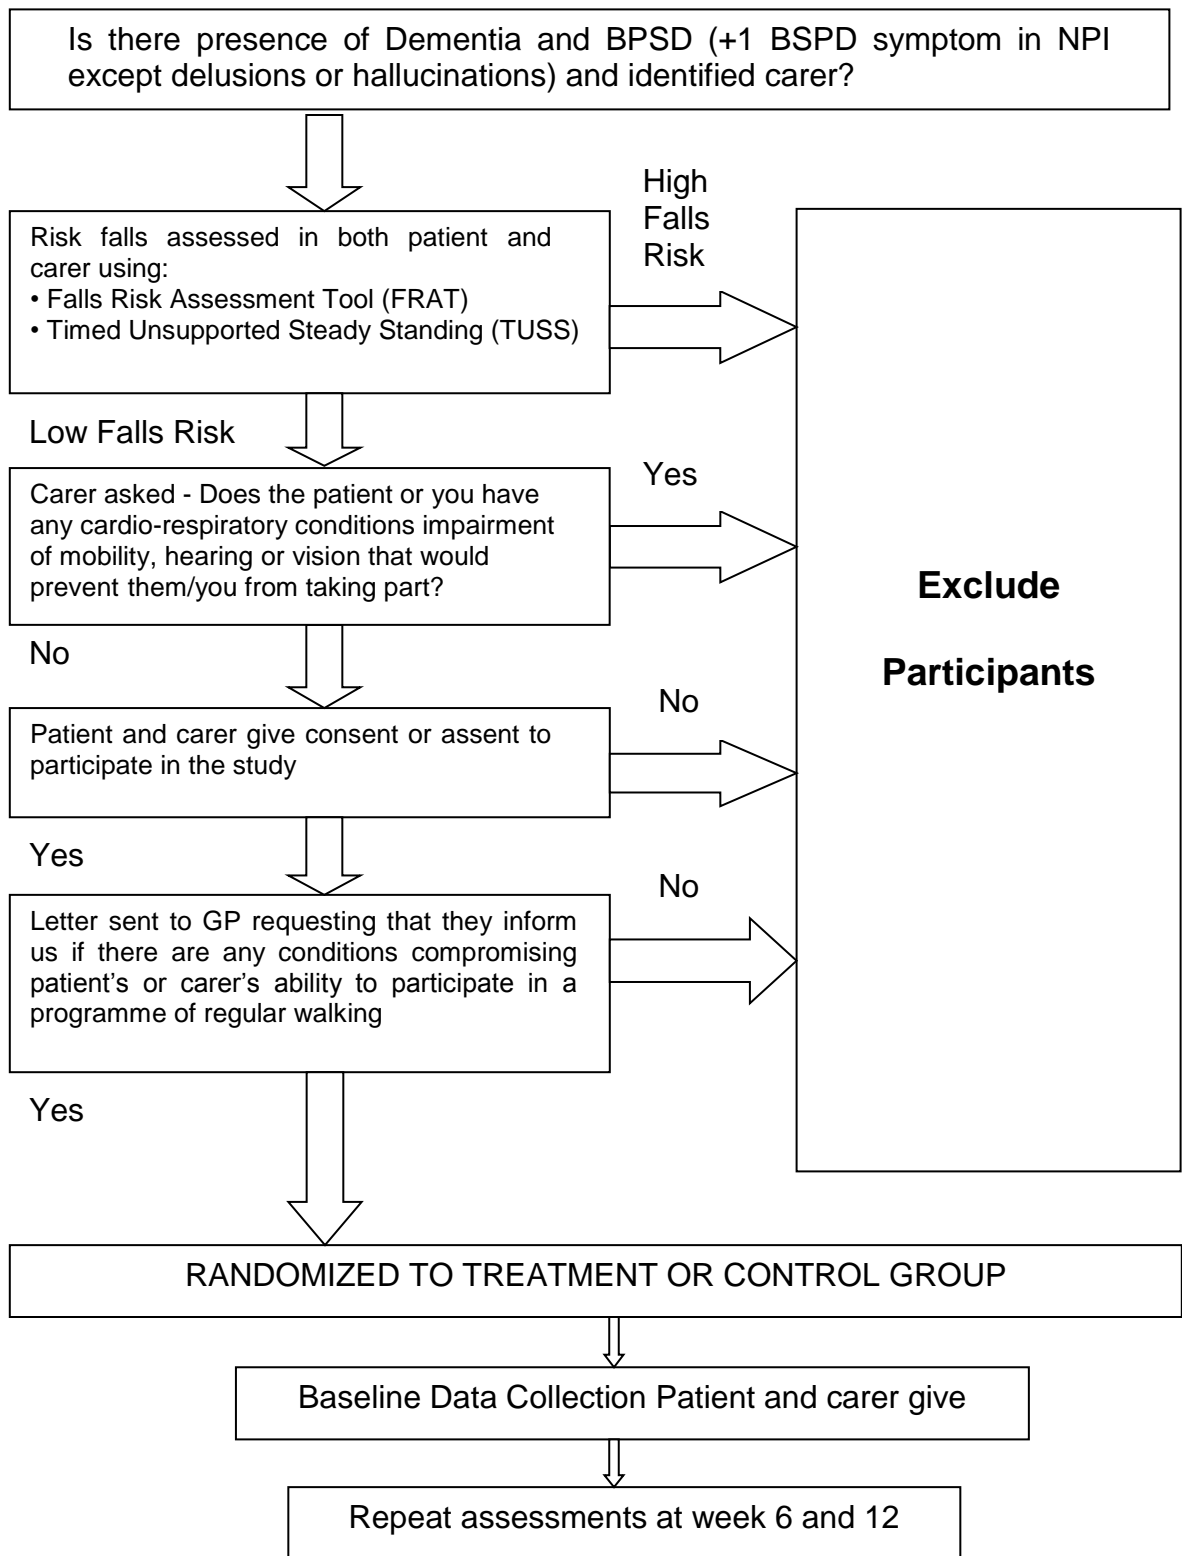 Is there presence of Dementia and BPSD (+1 BSPD symptom in NPI
except delusions or hallucinations) and identified carer?
High
Falls
Risk
Risk falls assessed in both patient and
carer using:
• Falls Risk Assessment Tool (FRAT)
• Timed Unsupported Steady Standing (TUSS)
Low Falls Risk
Yes
Carer asked - Does the patient or you have
any cardio-respiratory conditions impairment
of mobility, hearing or vision that would
prevent them/you from taking part?
Exclude
Participants
No
No
Patient and carer give consent or assent to
participate in the study
Yes
No
Letter sent to GP requesting that they inform
us if there are any conditions compromising
patient's or carer's ability to participate in a
programme of regular walking
Yes
RANDOMIZED TO TREATMENT OR CONTROL GROUP
Baseline Data Collection Patient and carer give
Repeat assessments at week 6 and 12